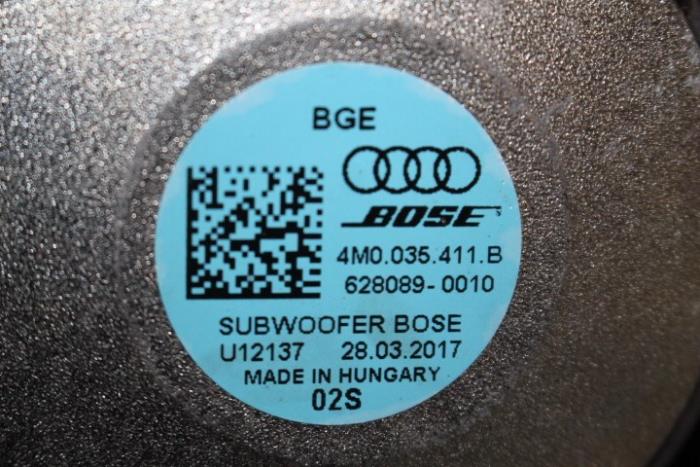 BGE
BOSE
4M0.035.411.B
628089-0010
SUBWOOFER BOSE
U12137 28.03.2017
MADE IN HUNGARY
02S